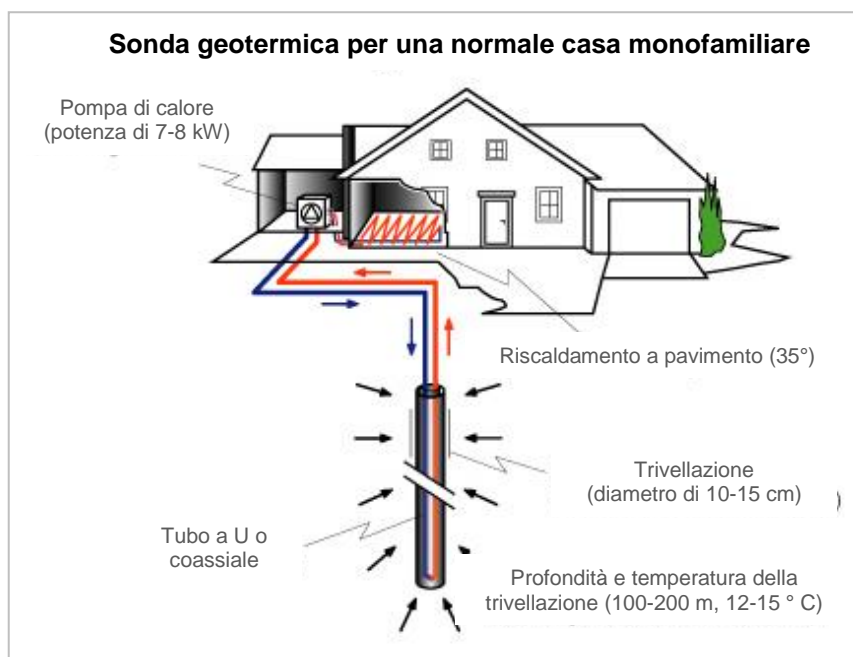 Sonda geotermica per una normale casa monofamiliare
Pompa di calore
(potenza di 7-8 kW)
Riscaldamento a pavimento (35°)
Trivellazione
(diametro di 10-15 cm)
)
Tubo a U o
coassiale
Profondità e temperatura della
trivellazione (100-200 m, 12-15 ° C)